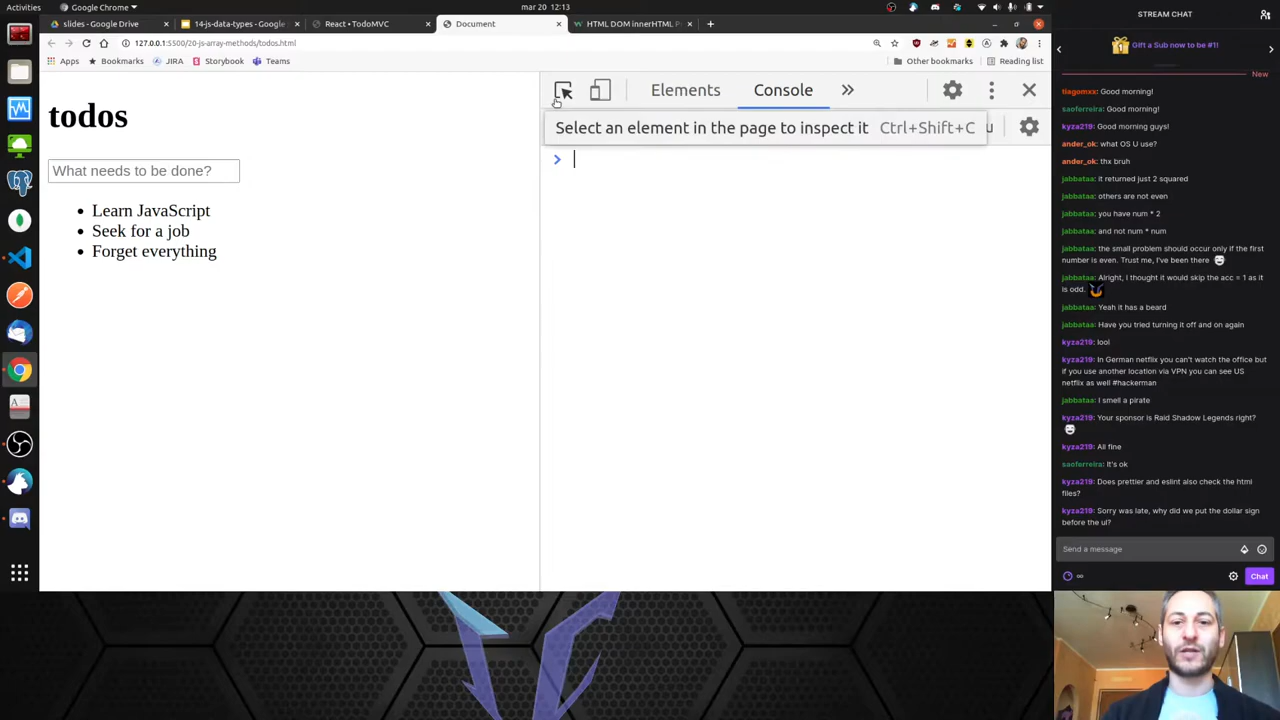 Activities
Google Chrome
mar 20 12:13
slides - Google Drive
14-js-data-types - Google
React • TodoMVC
Document
HTML DOM innerHTML P
127.0.0.1:5500/20-js-array-methods/todos.html
Apps
Bookmarks
JIRA
Storybook
Teams
Other bookmarks
Reading list
todos
What needs to be done?
Learn JavaScript
Seek for a job
Forget everything
Elements
Console
Select an element in the page to inspect it Ctrl+Shift+C
STREAM CHAT
Gift a Sub now to be #1!
New
tiagomxx: Good morning!
saoferreira: Good morning!
kyza219: Good morning guys!
ander_ok: what OS U use?
ander_ok: thx bruh
jabbataa: it returned just 2 squared
jabbataa: others are not even
jabbataa: you have num * 2
jabbataa: and not num * num
jabbataa: the small problem should occur only if the first
number is even. Trust me, I've been there
jabbataa: Alright, i thought it would skip the acc = 1 as it
is odd.
jabbataa: Yeah it has a beard
jabbataa: Have you tried turning it off and on again
kyza219: lool
kyza219: In German netflix you can't watch the office but
if you use another location via VPN you can see US
netflix as well #hackerman
jabbataa: I smell a pirate
kyza219: Your sponsor is Raid Shadow Legends right?
kyza219: All fine
saoferreira: It's ok
kyza219: Does prettier and eslint also check the html
files?
kyza219: Sorry was late, why did we put the dollar sign
before the ul?
Send a message
Chat